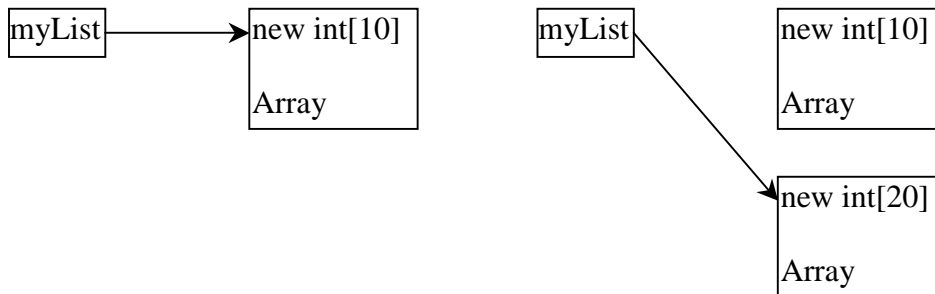 myList
new int[10]
Array
myList
new int[10]
Array
new int[20]
Array